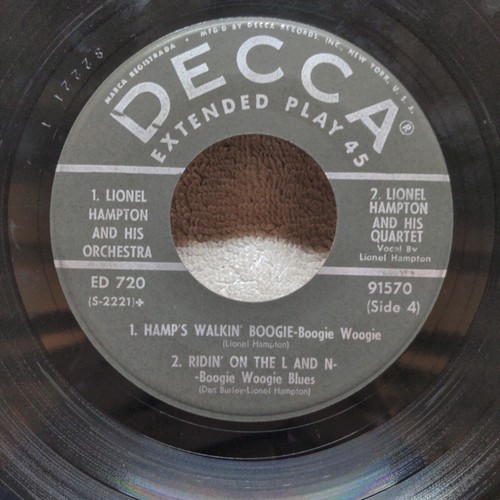 MARCA REGISTRADA • MF'G BY DECCA RECORDS, INC., NEW YORK, U.S.A.
DECCA®
EXTENDED PLAY 45
1. LIONEL
HAMPTON
AND HIS
ORCHESTRA
2. LIONEL
HAMPTON
AND HIS
QUARTET
Vocal By
Lionel Hampton
ED 720
(S-2221)+
91570
(Side 4)
1. HAMP'S WALKIN' BOOGIE-Boogie Woogie
(Lionel Hampton)
2. RIDIN' ON THE L AND N-
-Boogie Woogie Blues
(Dan Burley-Lionel Hampton)